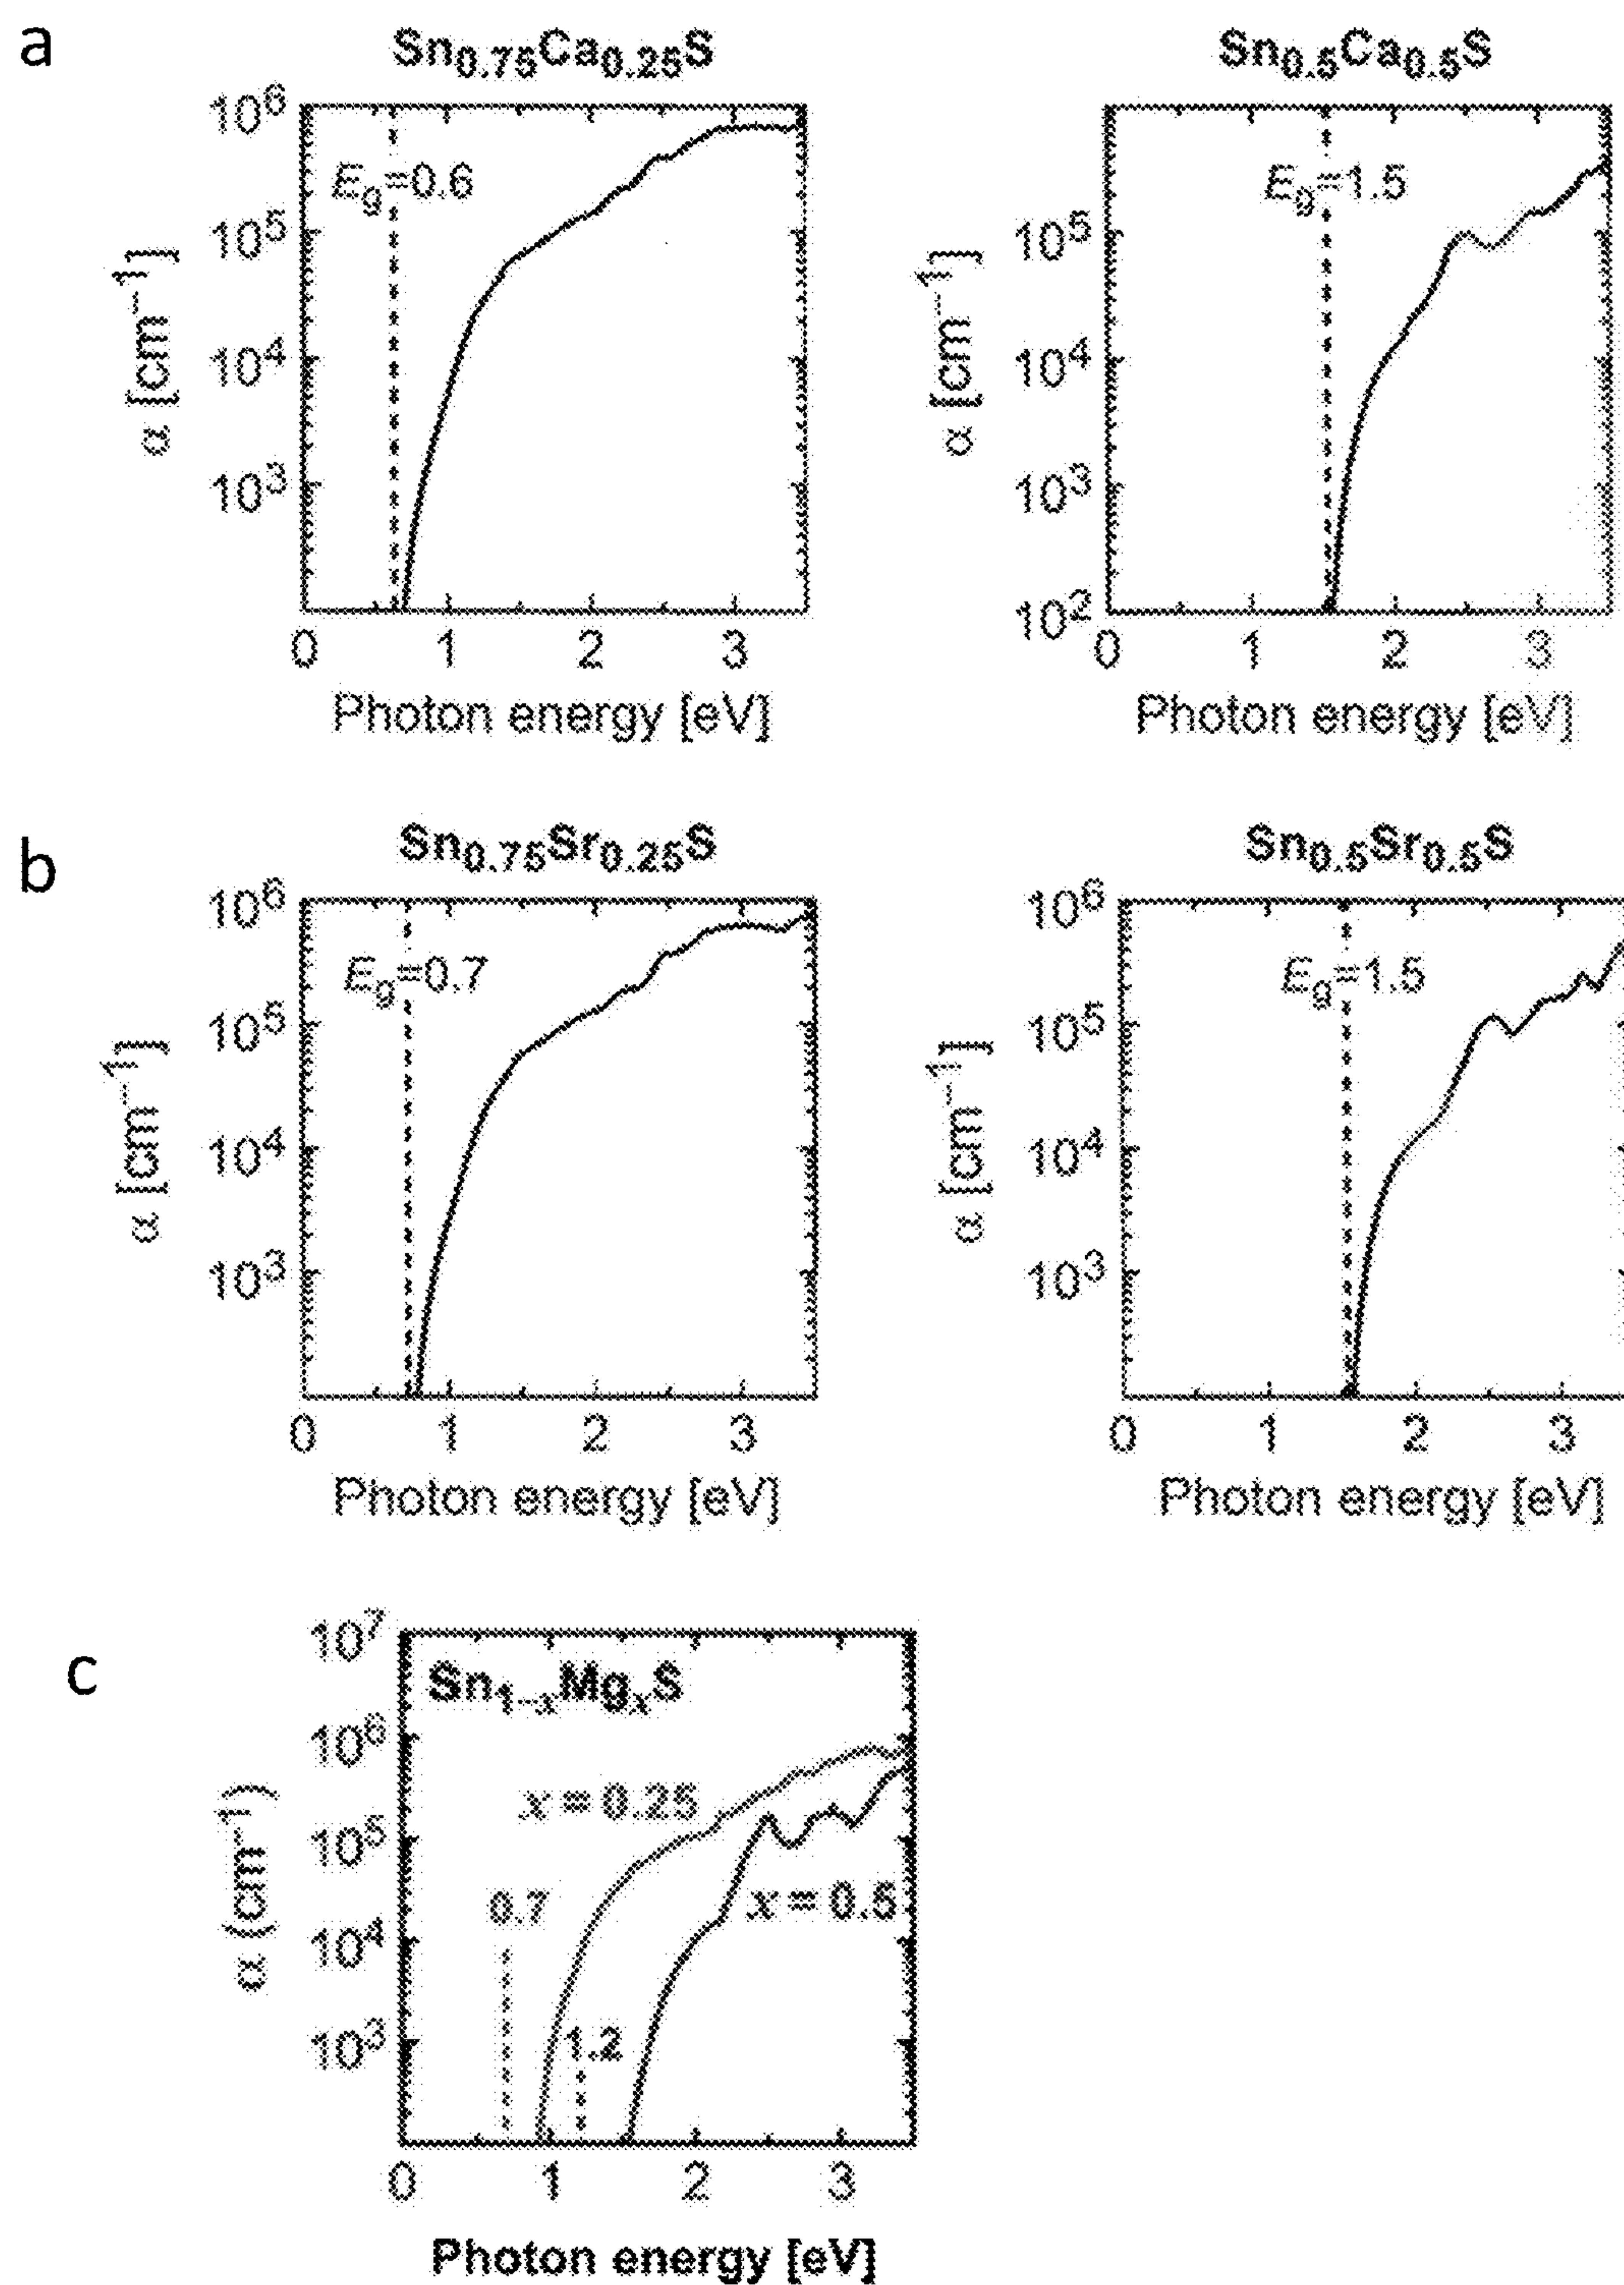 a
Sn0.75Ca0.25S
Sn0.5Ca0.5S
10^6
10^5
10^4
10^3
Eg=0.6
α [cm−1]
0 1 2 3
Photon energy [eV]
10^5
10^4
10^3
10^2
Eg=1.5
α [cm−1]
0 1 2 3
Photon energy [eV]
b
Sn0.75Sr0.25S
Sn0.5Sr0.5S
10^6
10^5
10^4
10^3
Eg=0.7
α [cm−1]
0 1 2 3
Photon energy [eV]
10^6
10^5
10^4
10^3
Eg=1.5
α [cm−1]
0 1 2 3
Photon energy [eV]
c
Sn1−xMgxS
10^7
10^6
10^5
10^4
10^3
x = 0.25
x = 0.5
0.7
1.2
α (cm−1)
0 1 2 3
Photon energy [eV]